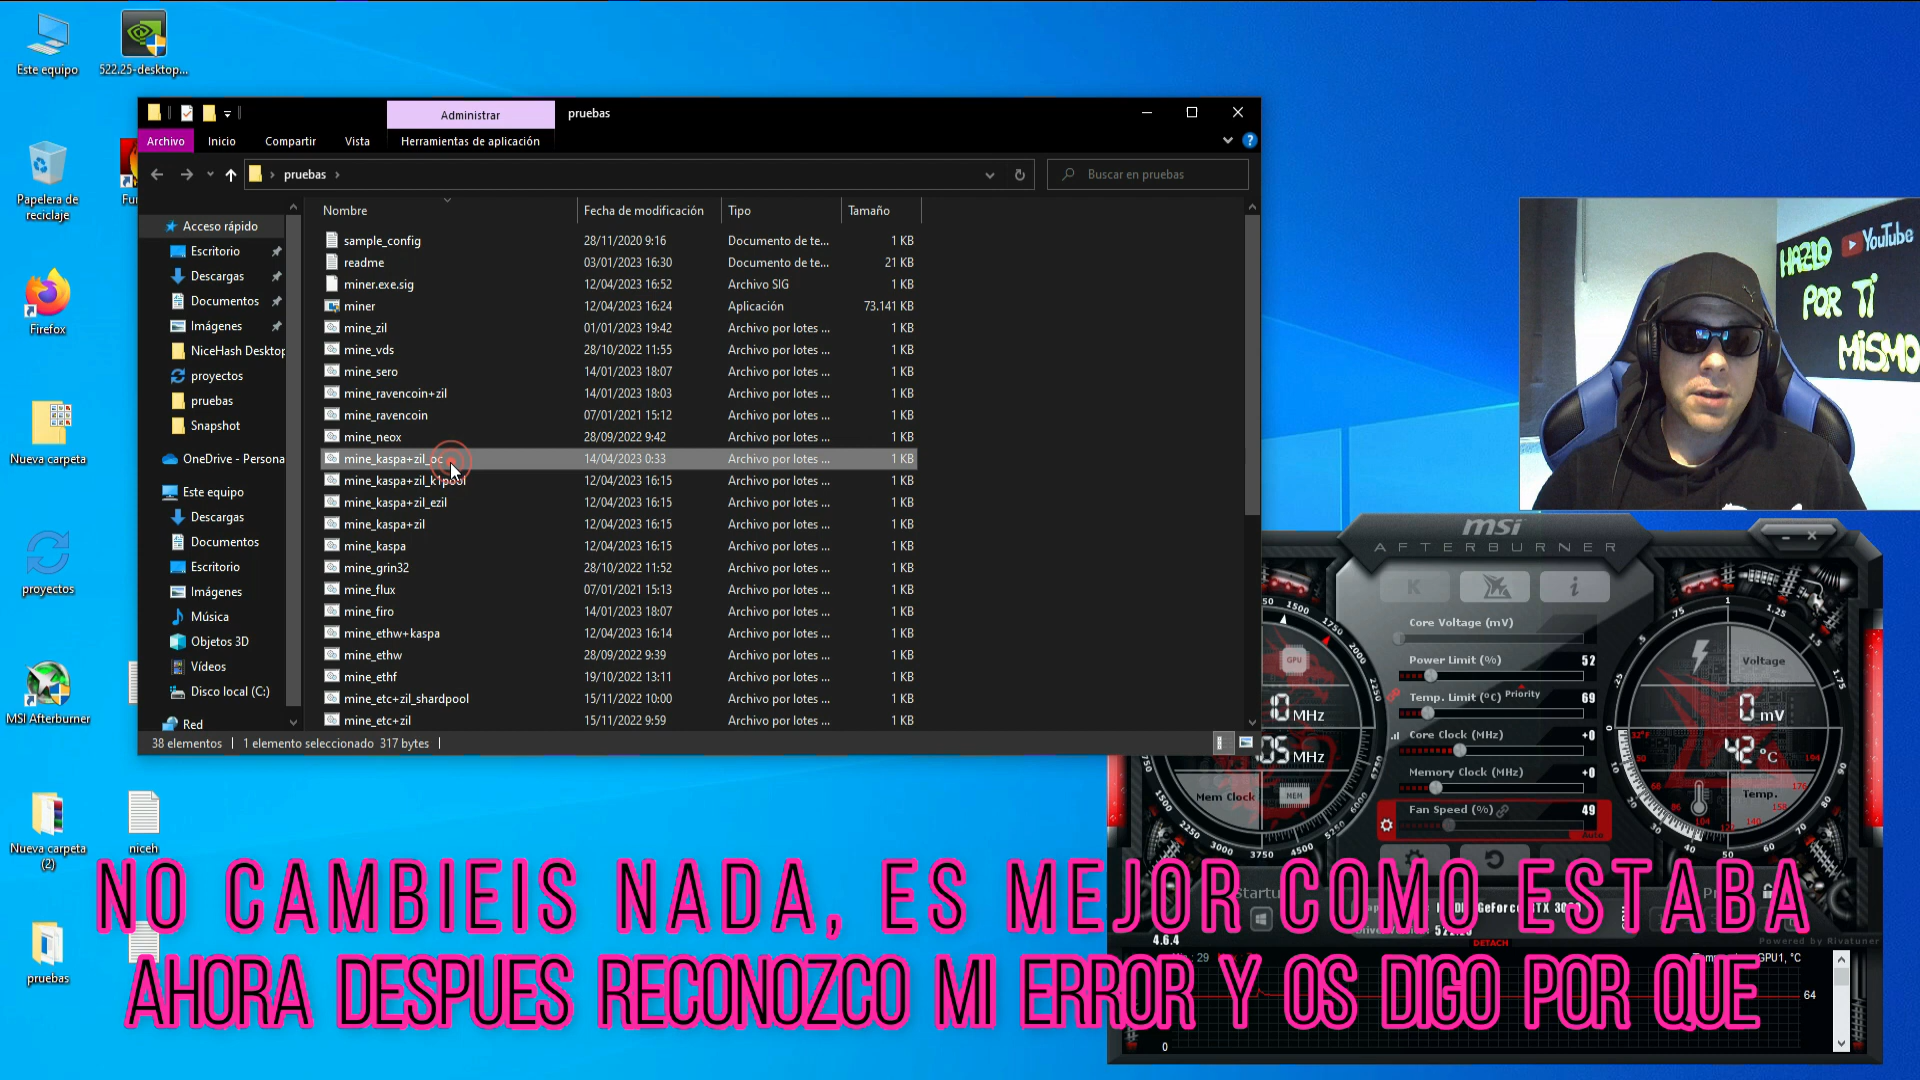 Este equipo
522.25-desktop...
Papelera de
reciclaje
Firefox
Nueva carpeta
proyectos
MSI Afterburner
Nueva carpeta
(2)
niceh
pruebas
Administrar
pruebas
Archivo
Inicio
Compartir
Vista
Herramientas de aplicación
pruebas
Buscar en pruebas
Acceso rápido
Escritorio
Descargas
Documentos
Imágenes
NiceHash Desktop
proyectos
pruebas
Snapshot
OneDrive - Persona
Este equipo
Descargas
Documentos
Escritorio
Imágenes
Música
Objetos 3D
Vídeos
Disco local (C:)
Red
Nombre Fecha de modificación Tipo Tamaño
sample_config 28/11/2020 9:16 Documento de te... 1 KB
readme 03/01/2023 16:30 Documento de te... 21 KB
miner.exe.sig 12/04/2023 16:52 Archivo SIG 1 KB
miner 12/04/2023 16:24 Aplicación 73.141 KB
mine_zil 01/01/2023 19:42 Archivo por lotes ... 1 KB
mine_vds 28/10/2022 11:55 Archivo por lotes ... 1 KB
mine_sero 14/01/2023 18:07 Archivo por lotes ... 1 KB
mine_ravencoin+zil 14/01/2023 18:03 Archivo por lotes ... 1 KB
mine_ravencoin 07/01/2021 15:12 Archivo por lotes ... 1 KB
mine_neox 28/09/2022 9:42 Archivo por lotes ... 1 KB
mine_kaspa+zil_oc 14/04/2023 0:33 Archivo por lotes ... 1 KB
mine_kaspa+zil_k1pool 12/04/2023 16:15 Archivo por lotes ... 1 KB
mine_kaspa+zil_ezil 12/04/2023 16:15 Archivo por lotes ... 1 KB
mine_kaspa+zil 12/04/2023 16:15 Archivo por lotes ... 1 KB
mine_kaspa 12/04/2023 16:15 Archivo por lotes ... 1 KB
mine_grin32 28/10/2022 11:52 Archivo por lotes ... 1 KB
mine_flux 07/01/2021 15:13 Archivo por lotes ... 1 KB
mine_firo 14/01/2023 18:07 Archivo por lotes ... 1 KB
mine_ethw+kaspa 12/04/2023 16:14 Archivo por lotes ... 1 KB
mine_ethw 28/09/2022 9:39 Archivo por lotes ... 1 KB
mine_ethf 19/10/2022 13:11 Archivo por lotes ... 1 KB
mine_etc+zil_shardpool 15/11/2022 10:00 Archivo por lotes ... 1 KB
mine_etc+zil 15/11/2022 9:59 Archivo por lotes ... 1 KB
38 elementos 1 elemento seleccionado 317 bytes
HAZLO
POR TI
MISMO
YouTube
msi
AFTERBURNER
Core Voltage (mV)
Power Limit (%) 52
Temp. Limit (°C) Priority 69
Core Clock (MHz) +0
Memory Clock (MHz) +0
Fan Speed (%) 49
Auto
GPU
MHz
05 MHz
Mem Clock
MEM
Voltage
0 mV
42 °C
Temp.
4.6.4
DETACH
Powered by Rivatuner
GPU1, °C
64
0
NO CAMBIEIS NADA, ES MEJOR COMO ESTABA
AHORA DESPUES RECONOZCO MI ERROR Y OS DIGO POR QUE